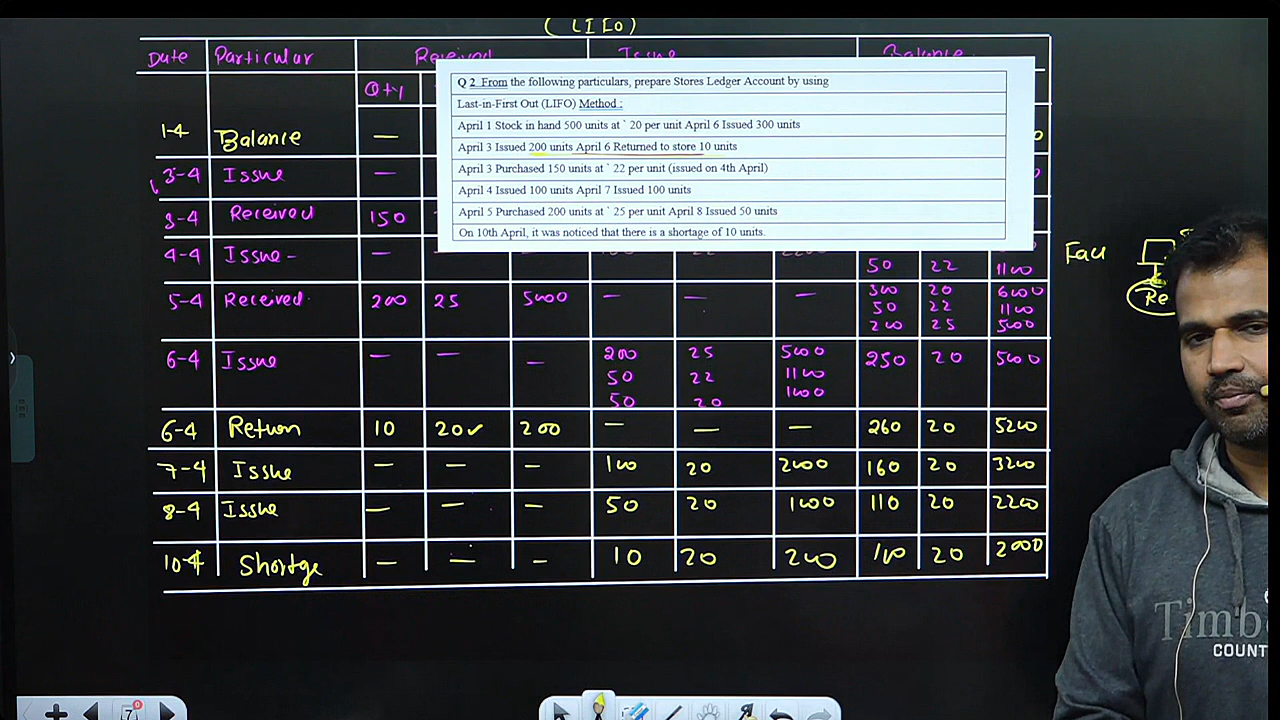 (LIFO)
Date Particular Received Issue Balance
Qty
Q 2 From the following particulars, prepare Stores Ledger Account by using
Last-in-First Out (LIFO) Method :
April 1 Stock in hand 500 units at ` 20 per unit April 6 Issued 300 units
April 3 Issued 200 units April 6 Returned to store 10 units
April 3 Purchased 150 units at ` 22 per unit (issued on 4th April)
April 4 Issued 100 units April 7 Issued 100 units
April 5 Purchased 200 units at ` 25 per unit April 8 Issued 50 units
On 10th April, it was noticed that there is a shortage of 10 units.
1-4 Balance —
3-4 Issue —
3-4 Received 150
4-4 Issue - —
50 22 1100
5-4 Received 200 25 5000 — — — 300 20 6000
50 22 1100
200 25 5000
6-4 Issue — — — 200 25 5000 250 20 5000
50 22 1100
50 20 1000
6-4 Return 10 20✓ 200 — — — 260 20 5200
7-4 Issue — — — 100 20 2000 160 20 3200
8-4 Issue — — — 50 20 1000 110 20 2200
10-4 Shortge — — — 10 20 200 100 20 2000
Re
Timb
COUNT
7